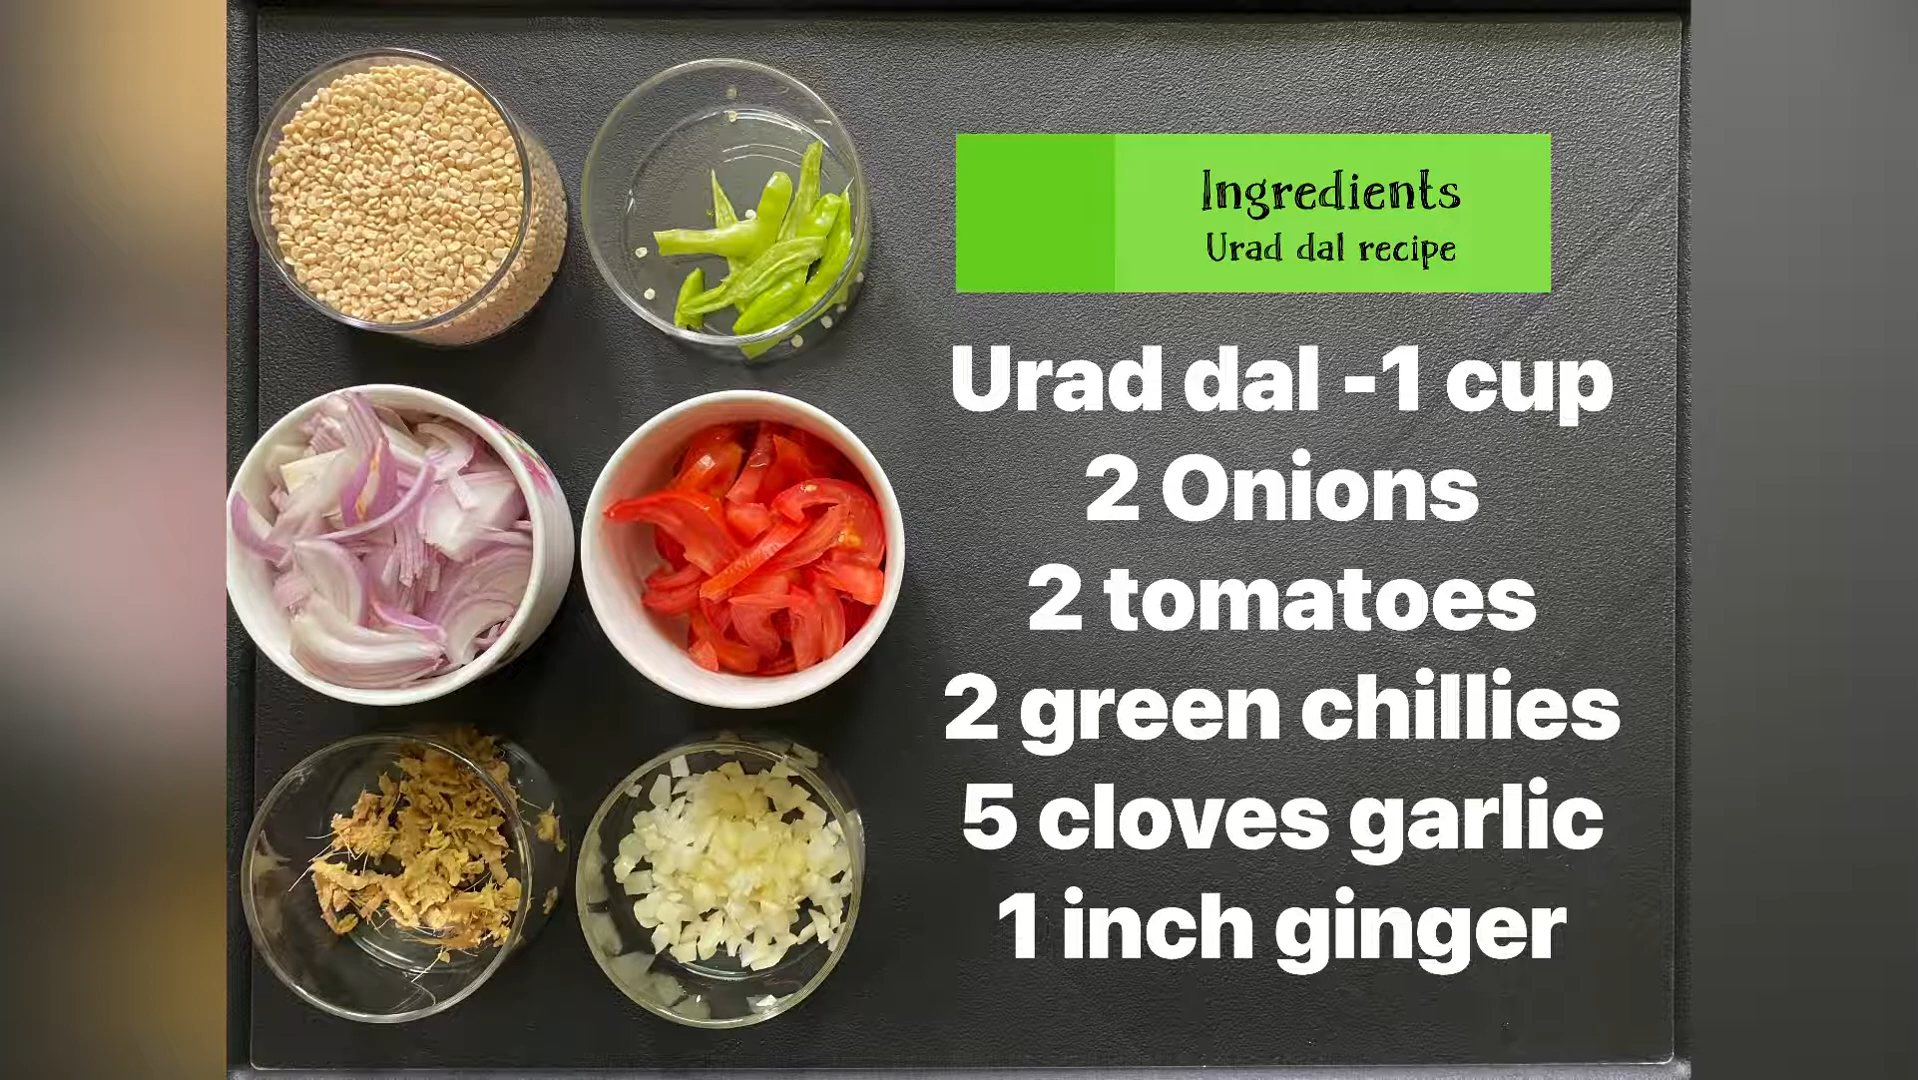 Ingredients
Urad dal recipe
Urad dal -1 cup
2 Onions
2 tomatoes
2 green chillies
5 cloves garlic
1 inch ginger